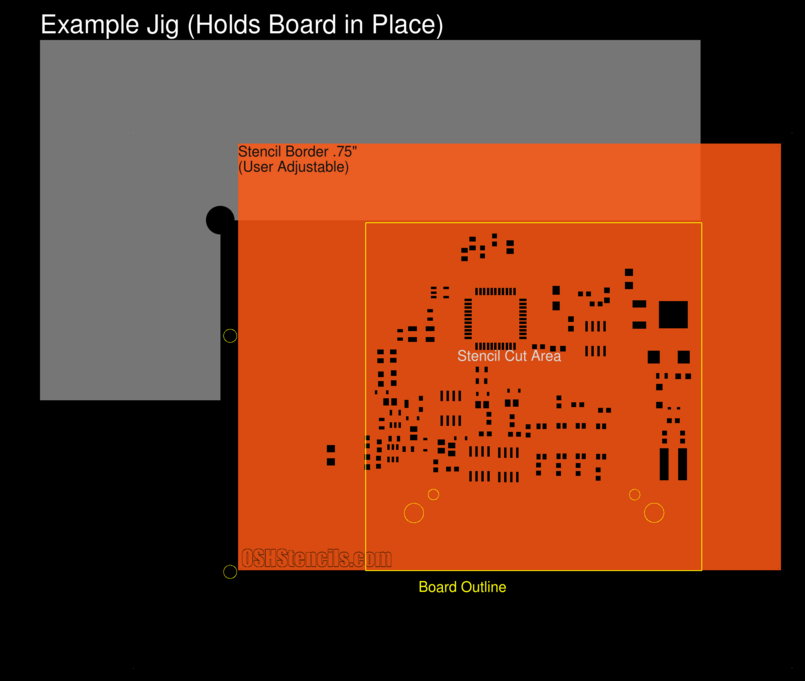 Example Jig (Holds Board in Place)
Stencil Border .75"
(User Adjustable)
Stencil Cut Area
OSHStencils.com
Board Outline